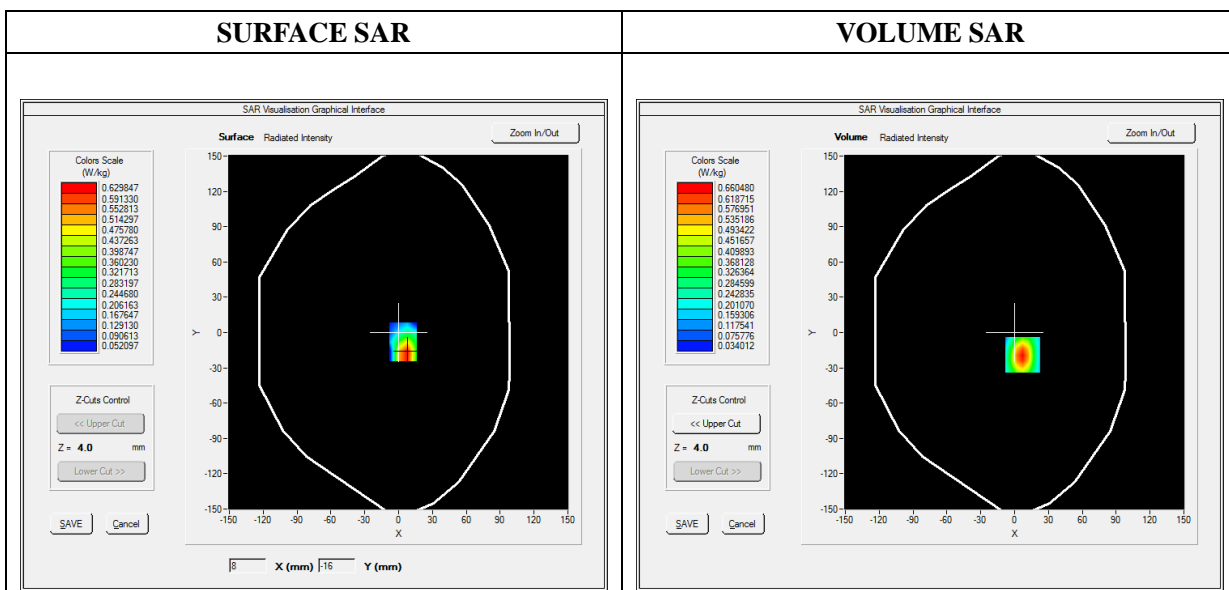 SURFACE SAR
VOLUME SAR
SAR Visualisation Graphical Interface
Surface Radiated Intensity
Zoom In/Out
Colors Scale
(W/kg)
0.629847
0.591330
0.552813
0.514297
0.475780
0.437263
0.398747
0.360230
0.321713
0.283197
0.244680
0.206163
0.167647
0.129130
0.090613
0.052097
Z-Cuts Control
<< Upper Cut
Z = 4.0 mm
Lower Cut >>
SAVE Cancel
150
120
90
60
30
0
-30
-60
-90
-120
-150
Y
-150 -120 -90 -60 -30 0 30 60 90 120 150
X
8 X (mm) -16 Y (mm)
SAR Visualisation Graphical Interface
Volume Radiated Intensity
Zoom In/Out
Colors Scale
(W/kg)
0.660480
0.618715
0.576951
0.535186
0.493422
0.451657
0.409893
0.368128
0.326364
0.284599
0.242835
0.201070
0.159306
0.117541
0.075776
0.034012
Z-Cuts Control
<< Upper Cut
Z = 4.0 mm
Lower Cut >>
SAVE Cancel
150
120
90
60
30
0
-30
-60
-90
-120
-150
Y
-150 -120 -90 -60 -30 0 30 60 90 120 150
X